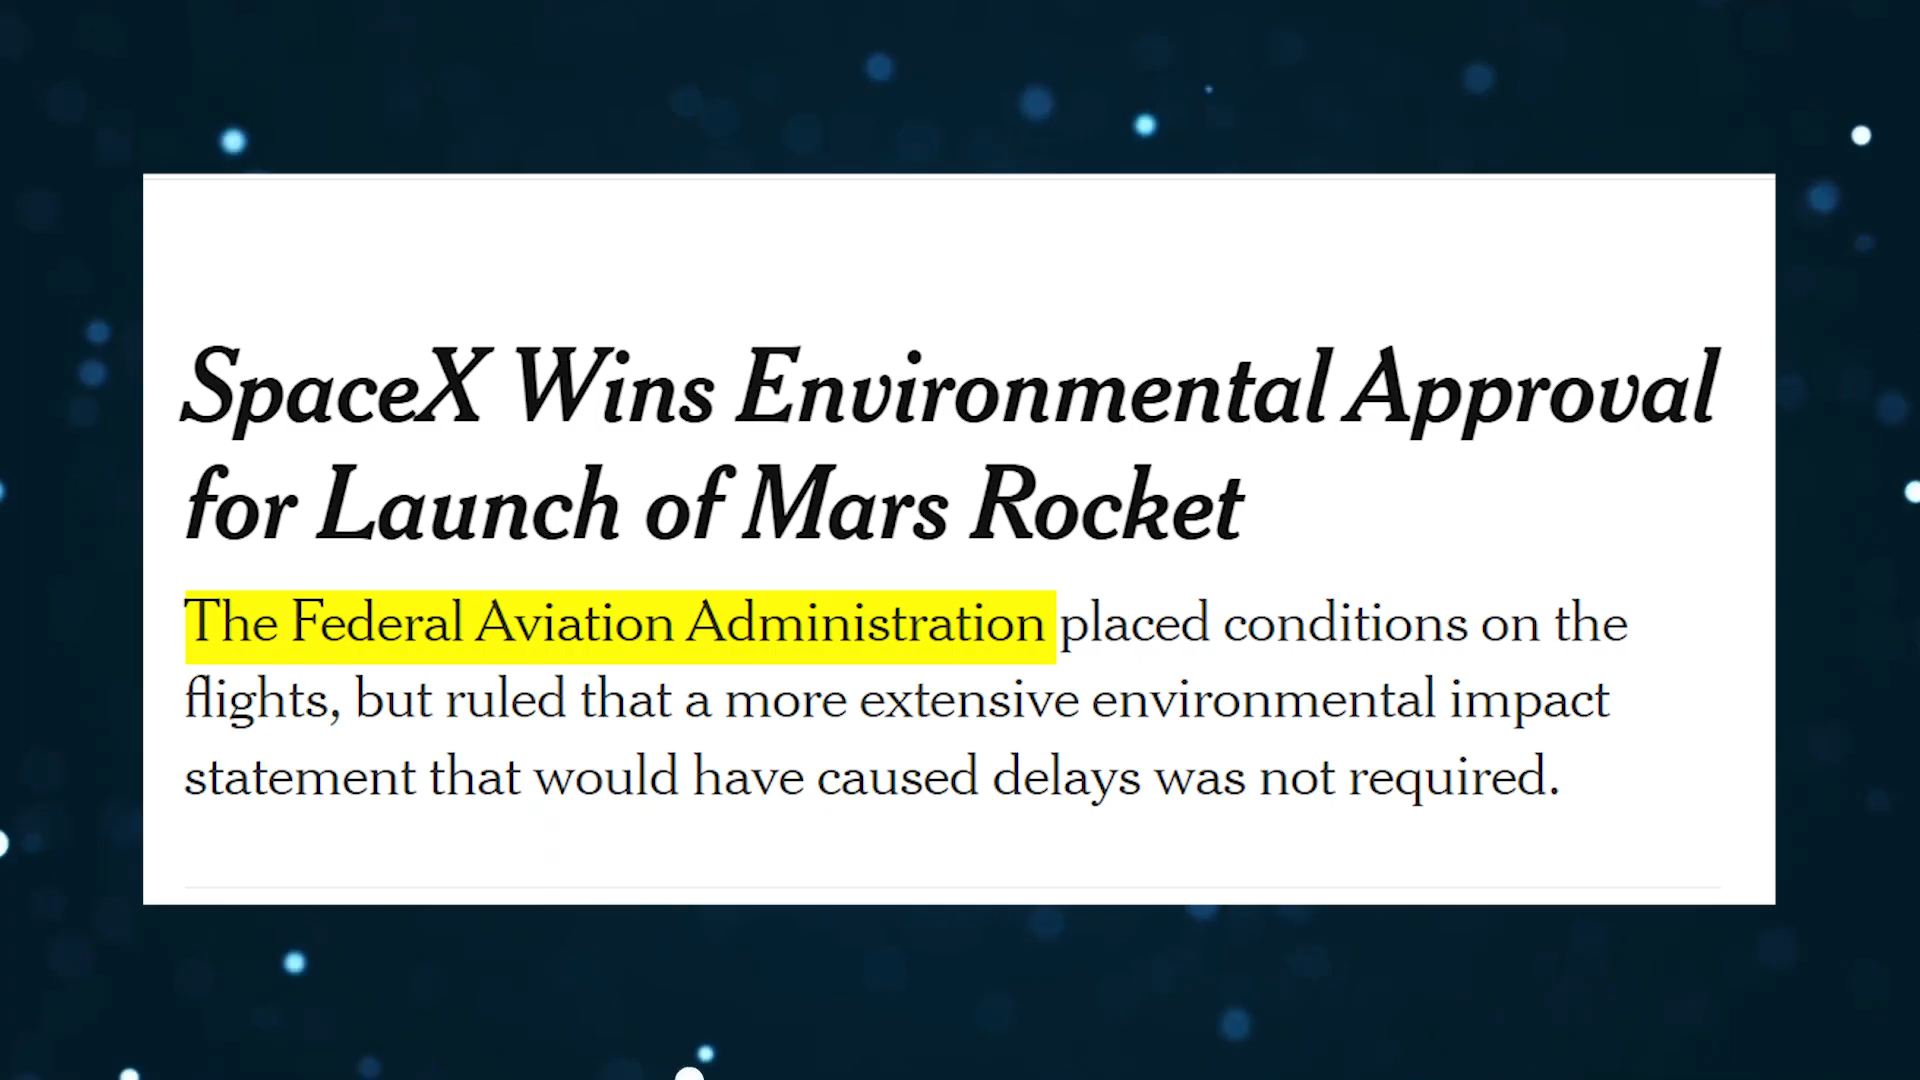 SpaceX Wins Environmental Approval
for Launch of Mars Rocket
The Federal Aviation Administration placed conditions on the
flights, but ruled that a more extensive environmental impact
statement that would have caused delays was not required.